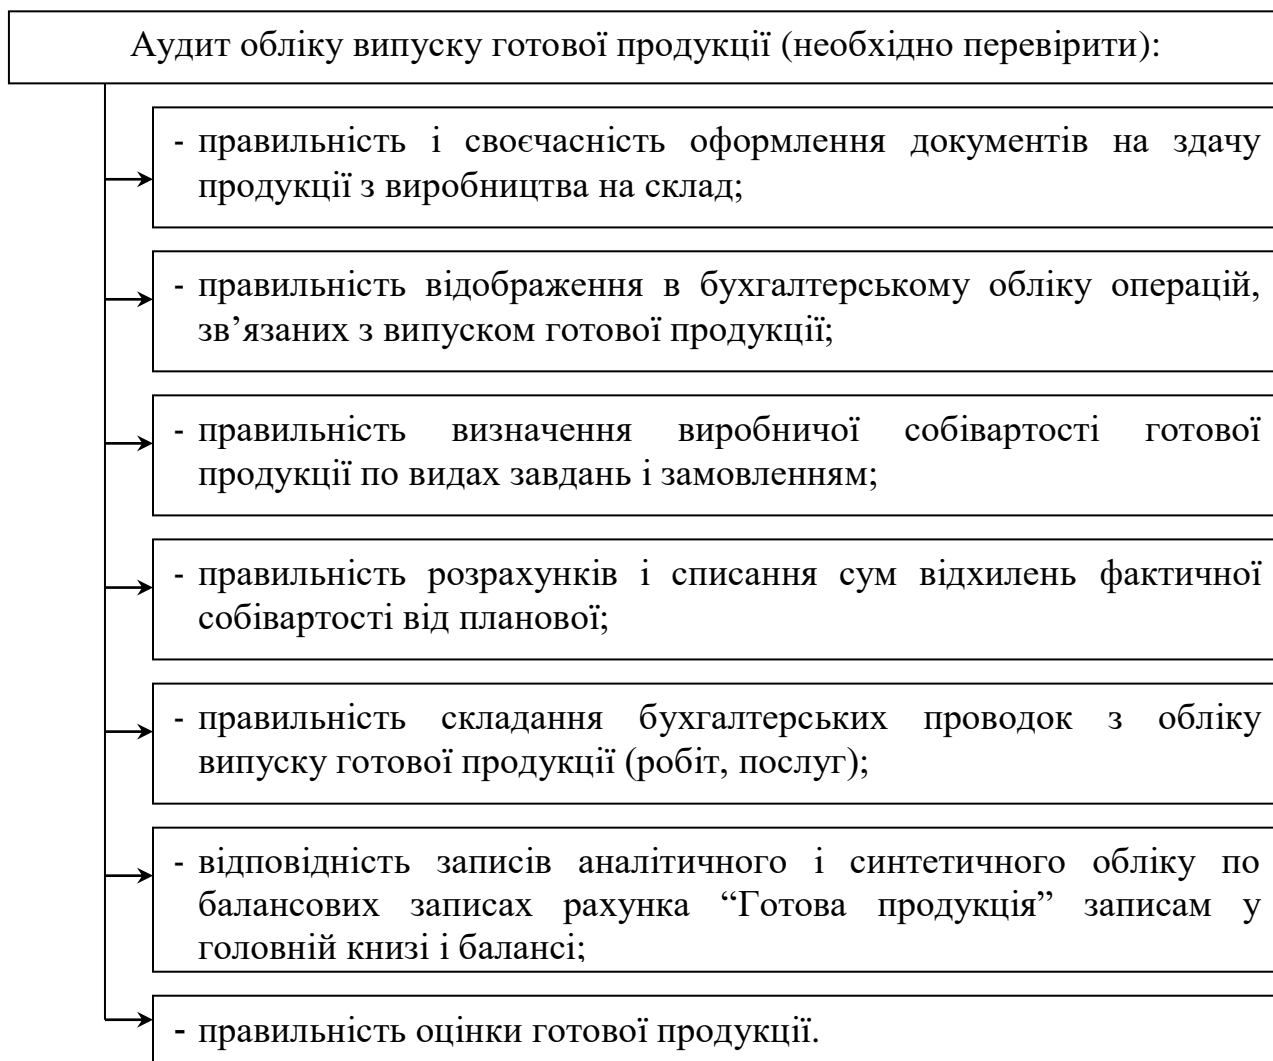 Аудит обліку випуску готової продукції (необхідно перевірити):
- правильність і своєчасність оформлення документів на здачу
продукції з виробництва на склад;
- правильність відображення в бухгалтерському обліку операцій,
зв’язаних з випуском готової продукції;
- правильність визначення виробничої собівартості готової
продукції по видах завдань і замовленням;
- правильність розрахунків і списання сум відхилень фактичної
собівартості від планової;
- правильність складання бухгалтерських проводок з обліку
випуску готової продукції (робіт, послуг);
- відповідність записів аналітичного і синтетичного обліку по
балансових записах рахунка “Готова продукція” записам у
головній книзі і балансі;
- правильність оцінки готової продукції.